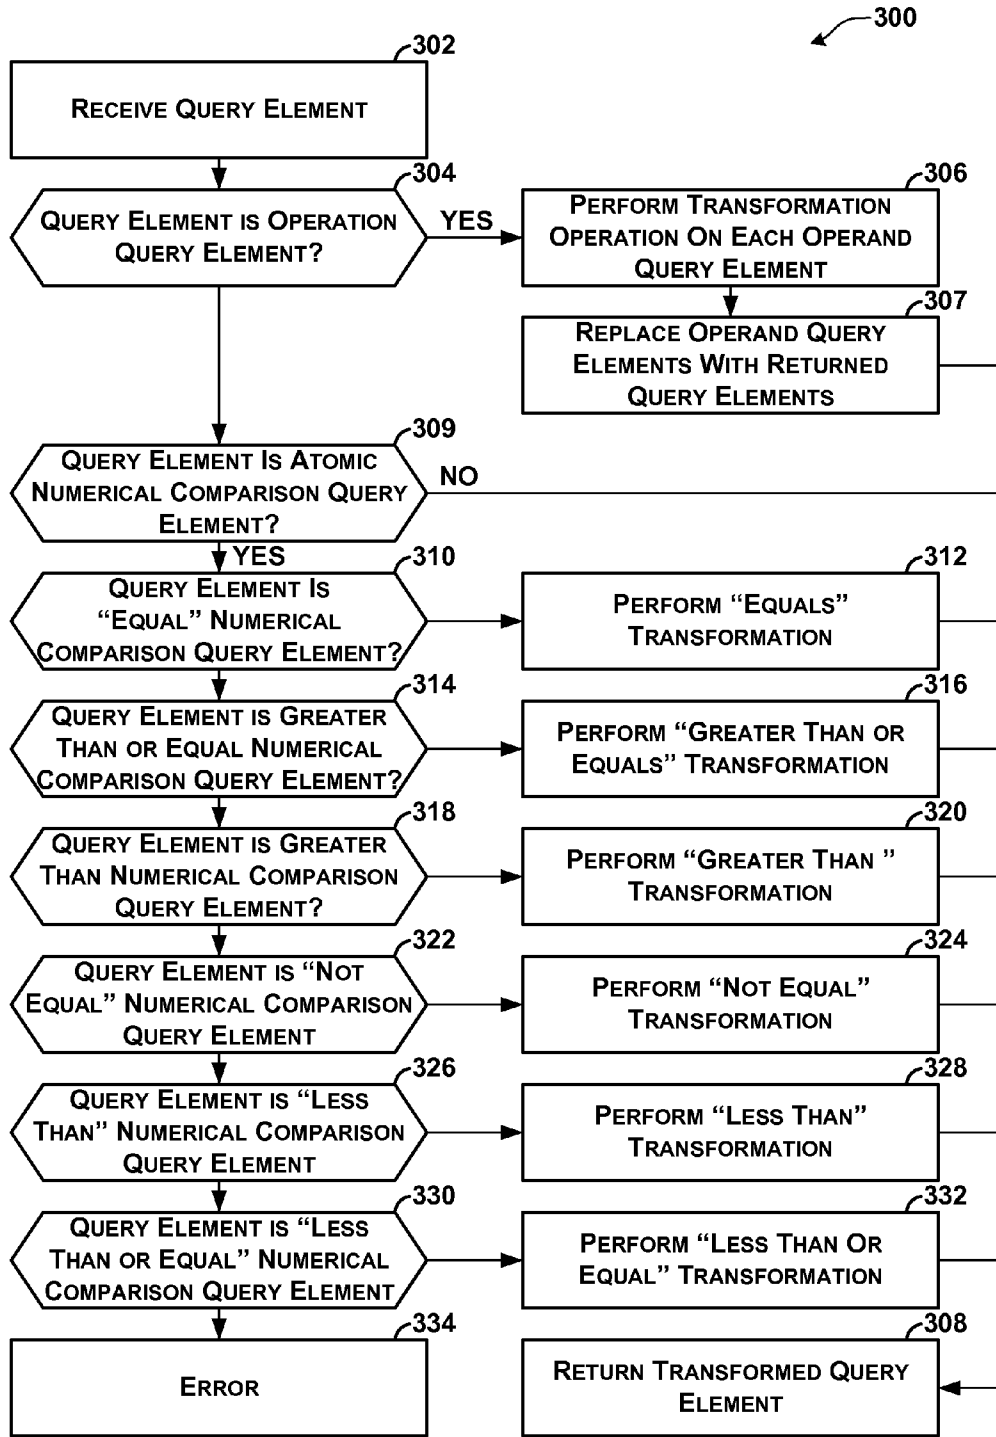 300
302
RECEIVE QUERY ELEMENT
304
QUERY ELEMENT IS OPERATION
QUERY ELEMENT?
YES
306
PERFORM TRANSFORMATION
OPERATION ON EACH OPERAND
QUERY ELEMENT
307
REPLACE OPERAND QUERY
ELEMENTS WITH RETURNED
QUERY ELEMENTS
309
QUERY ELEMENT IS ATOMIC
NUMERICAL COMPARISON QUERY
ELEMENT?
NO
YES
310
QUERY ELEMENT IS
“EQUAL” NUMERICAL
COMPARISON QUERY ELEMENT?
312
PERFORM “EQUALS”
TRANSFORMATION
314
QUERY ELEMENT IS GREATER
THAN OR EQUAL NUMERICAL
COMPARISON QUERY ELEMENT?
316
PERFORM “GREATER THAN OR
EQUALS” TRANSFORMATION
318
QUERY ELEMENT IS GREATER
THAN NUMERICAL COMPARISON
QUERY ELEMENT?
320
PERFORM “GREATER THAN ”
TRANSFORMATION
322
QUERY ELEMENT IS “NOT
EQUAL” NUMERICAL COMPARISON
QUERY ELEMENT
324
PERFORM “NOT EQUAL”
TRANSFORMATION
326
QUERY ELEMENT IS “LESS
THAN” NUMERICAL COMPARISON
QUERY ELEMENT
328
PERFORM “LESS THAN”
TRANSFORMATION
330
QUERY ELEMENT IS “LESS
THAN OR EQUAL” NUMERICAL
COMPARISON QUERY ELEMENT
332
PERFORM “LESS THAN OR
EQUAL” TRANSFORMATION
334
ERROR
308
RETURN TRANSFORMED QUERY
ELEMENT